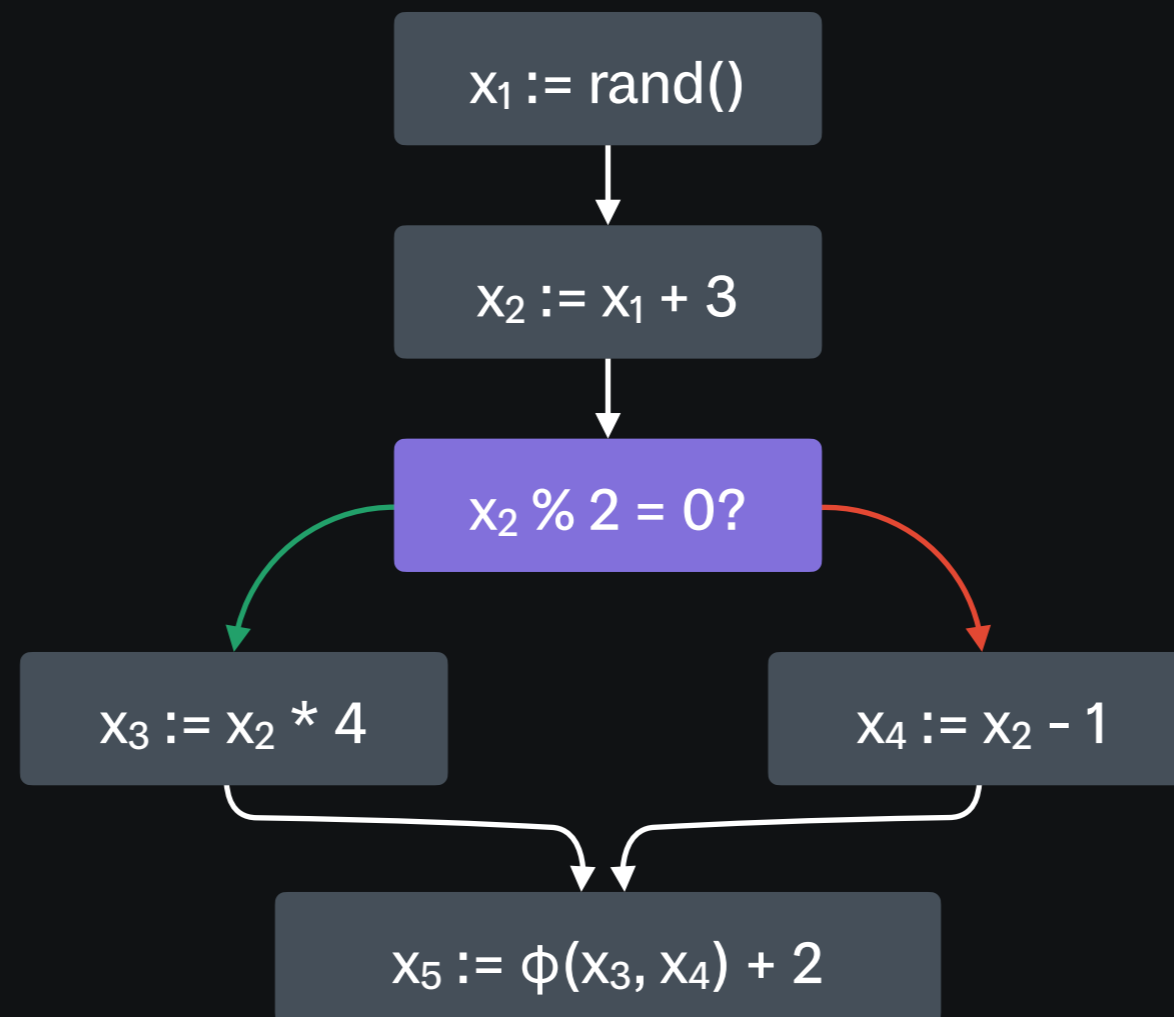 x₁ := rand()
x₂ := x₁ + 3
x₂ % 2 = 0?
x₃ := x₂ * 4
x₄ := x₂ - 1
x₅ := ф(x₃, x₄) + 2